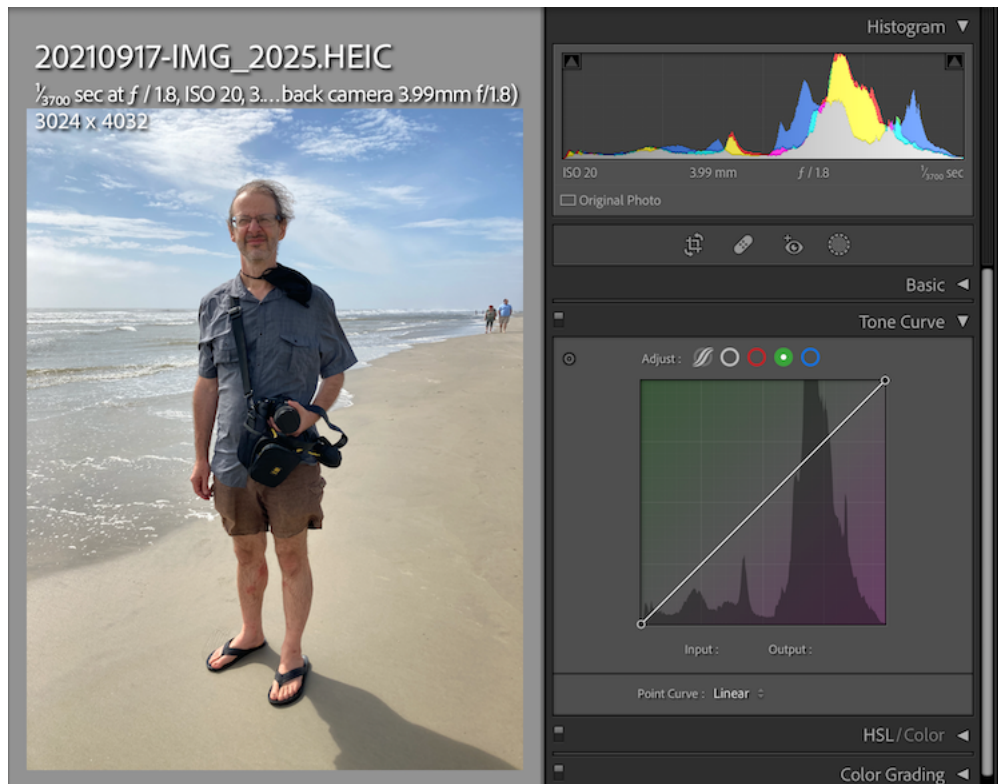 20210917-IMG_2025.HEIC
1/3700 sec at ƒ / 1.8, ISO 20, 3....back camera 3.99mm f/1.8)
3024 x 4032
Histogram
ISO 20 3.99 mm ƒ / 1.8 1/3700 sec
Original Photo
Basic
Tone Curve
Adjust :
Input : Output :
Point Curve : Linear
HSL / Color
Color Grading